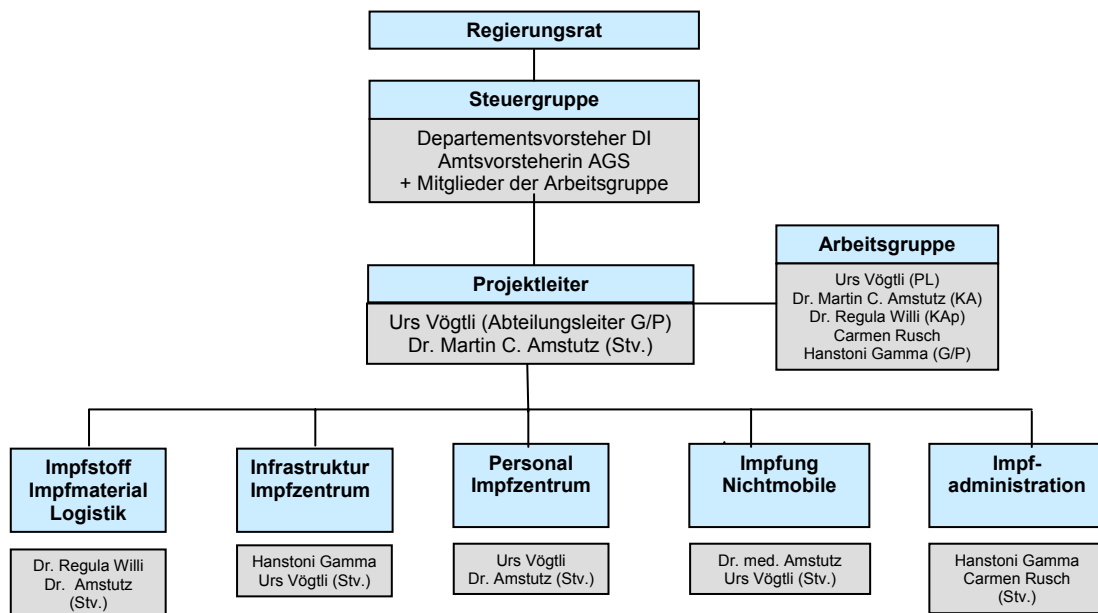 Regierungsrat
Steuergruppe
Departementsvorsteher DI
Amtsvorsteherin AGS
+ Mitglieder der Arbeitsgruppe
Arbeitsgruppe
Urs Vögtli (PL)
Dr. Martin C. Amstutz (KA)
Dr. Regula Willi (KAp)
Carmen Rusch
Hanstoni Gamma (G/P)
Projektleiter
Urs Vögtli (Abteilungsleiter G/P)
Dr. Martin C. Amstutz (Stv.)
Impfstoff
Impfmaterial
Logistik
Dr. Regula Willi
Dr. Amstutz
(Stv.)
Infrastruktur
Impfzentrum
Hanstoni Gamma
Urs Vögtli (Stv.)
Personal
Impfzentrum
Urs Vögtli
Dr. Amstutz (Stv.)
Impfung
Nichtmobile
Dr. med. Amstutz
Urs Vögtli (Stv.)
Impf-
administration
Hanstoni Gamma
Carmen Rusch
(Stv.)